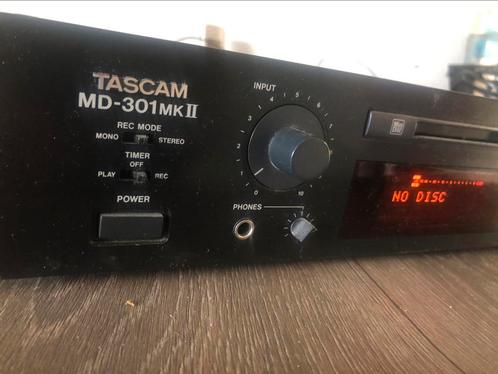 TASCAM
MD-301MKII
REC MODE
MONO STEREO
TIMER
OFF
PLAY REC
POWER
INPUT
0 1 2 3 4 5 6 10
PHONES
NO DISC